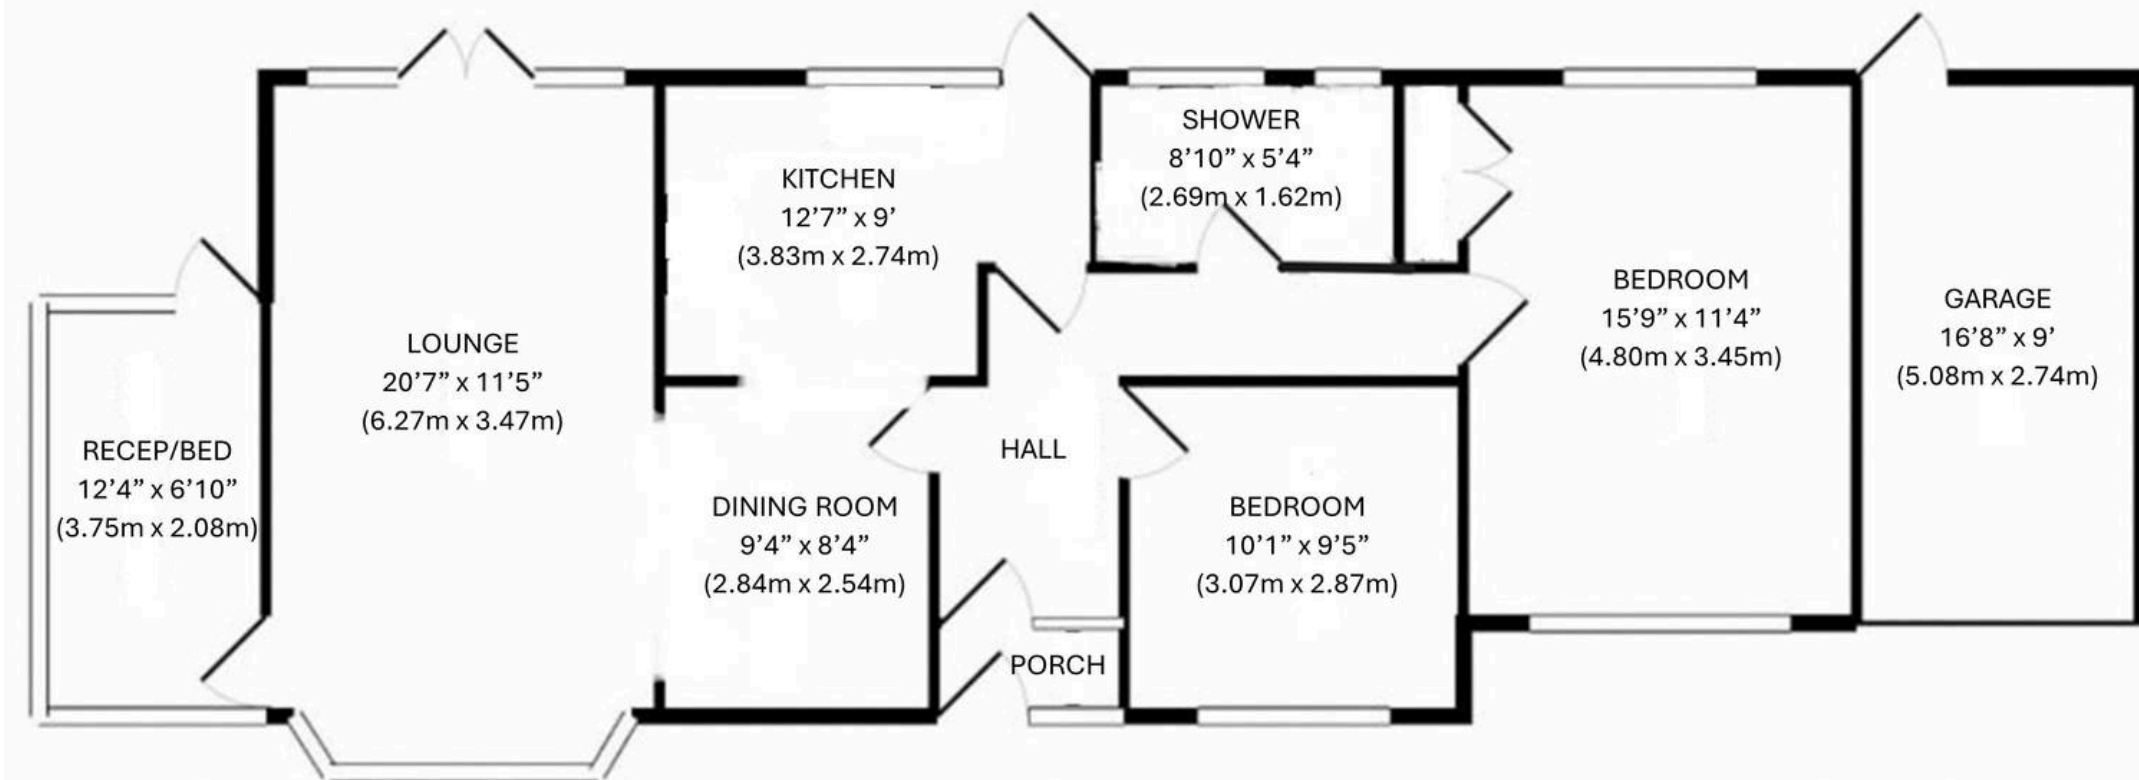 SHOWER
8’10” x 5’4”
(2.69m x 1.62m)
KITCHEN
12’7” x 9’
(3.83m x 2.74m)
BEDROOM
15’9” x 11’4”
(4.80m x 3.45m)
GARAGE
16’8” x 9’
(5.08m x 2.74m)
LOUNGE
20’7” x 11’5”
(6.27m x 3.47m)
RECEP/BED
12’4” x 6’10”
(3.75m x 2.08m)
HALL
DINING ROOM
9’4” x 8’4”
(2.84m x 2.54m)
BEDROOM
10’1” x 9’5”
(3.07m x 2.87m)
PORCH